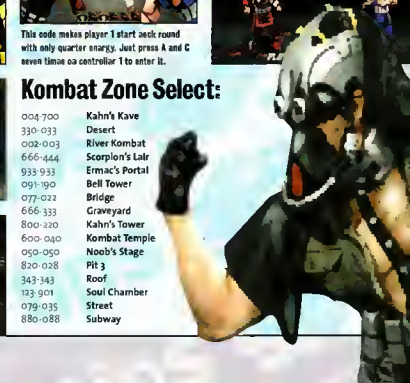 This code makes player 1 start aeck round
with only quarter enargy. Just press A and C
seven timae oa controller 1 to enter it.
Kombat Zone Select:
004-700 Kahn's Kave
330-033 Desert
002-003 River Kombat
666-444 Scorpion's Lair
933-933 Ermac's Portal
091-190 Bell Tower
077-022 Bridge
666-333 Graveyard
800-220 Kahn's Tower
600-040 Kombat Temple
050-050 Noob's Stage
820-028 Pit 3
343-343 Roof
123-901 Soul Chamber
079-035 Street
880-088 Subway